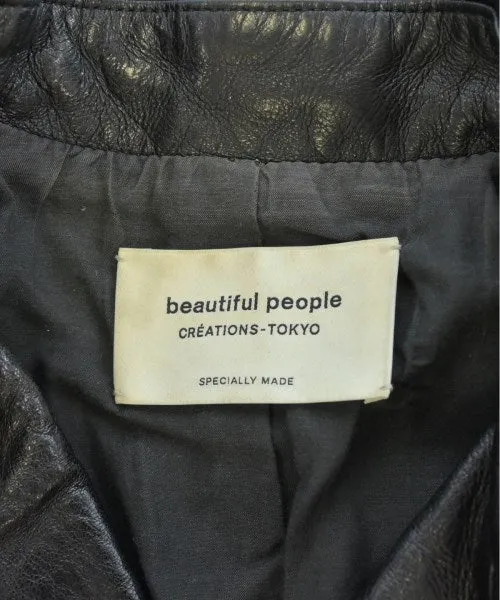 beautiful people
CRÉATIONS-TOKYO
SPECIALLY MADE